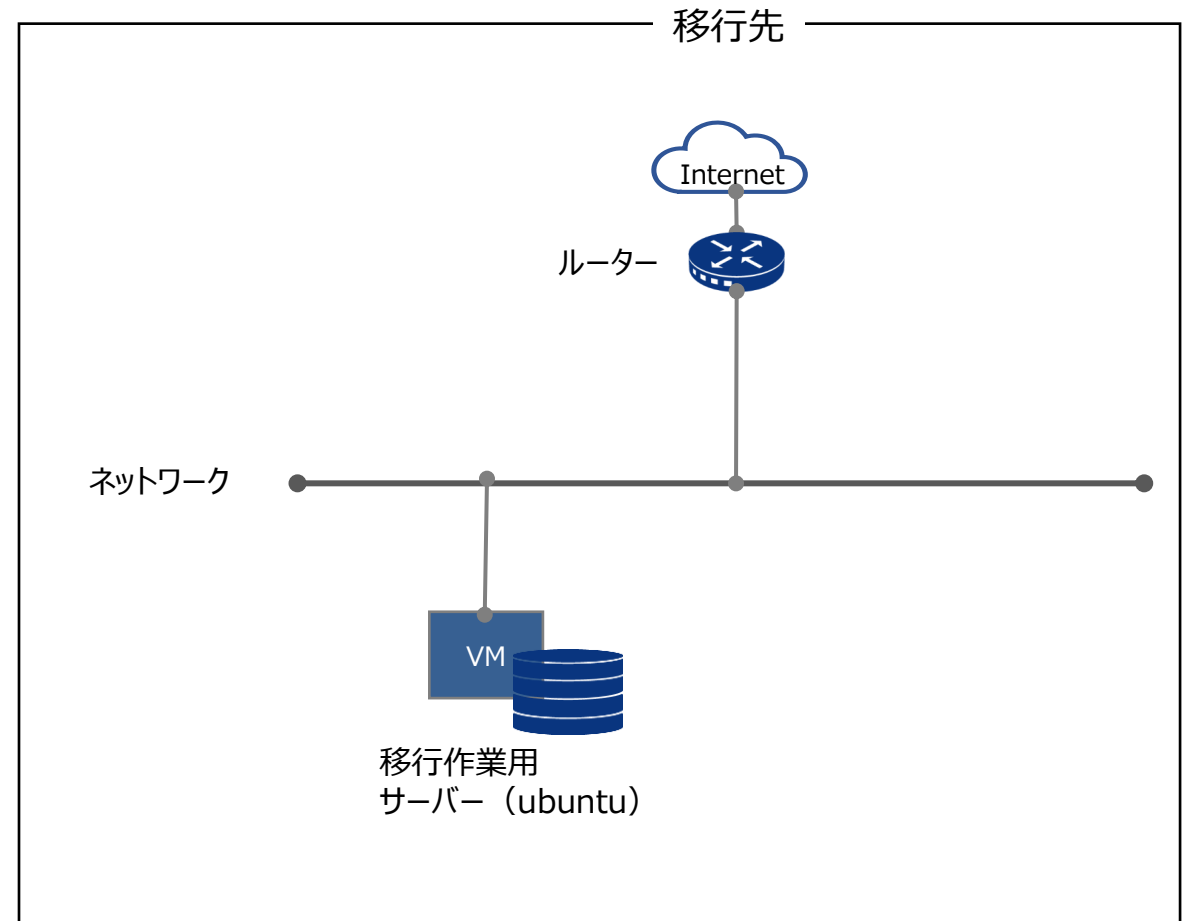 移行先
Internet
ルーター
ネットワーク
VM
移行作業用
サーバー（ubuntu）